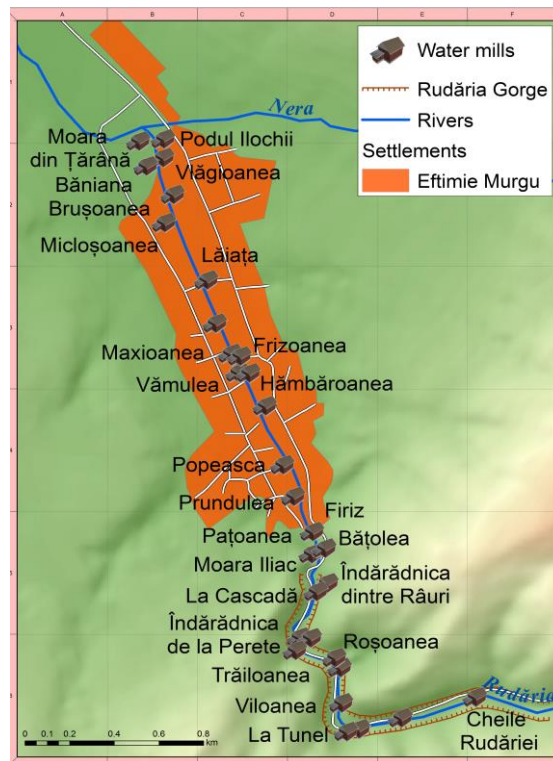 A B C D E F
Water mills
Rudăria Gorge
Rivers
Settlements
Eftimie Murgu
Nera
Moara
din Țărână
Podul Ilochii
Vlăgioanea
Băniana
Brușoanea
Micloșoanea
Lăiața
Maxioanea
Frizoanea
Vămulea
Hămbăroanea
Popeasca
Prundulea
Firiz
Pațoanea
Bățolea
Moara Iliac
Îndărădnica
dintre Râuri
La Cascadă
Îndărădnica
de la Perete
Roșoanea
Trăiloanea
Viloanea
La Tunel
Rudăria
Cheile
Rudăriei
0 0.1 0.2 0.4 0.6 0.8
km